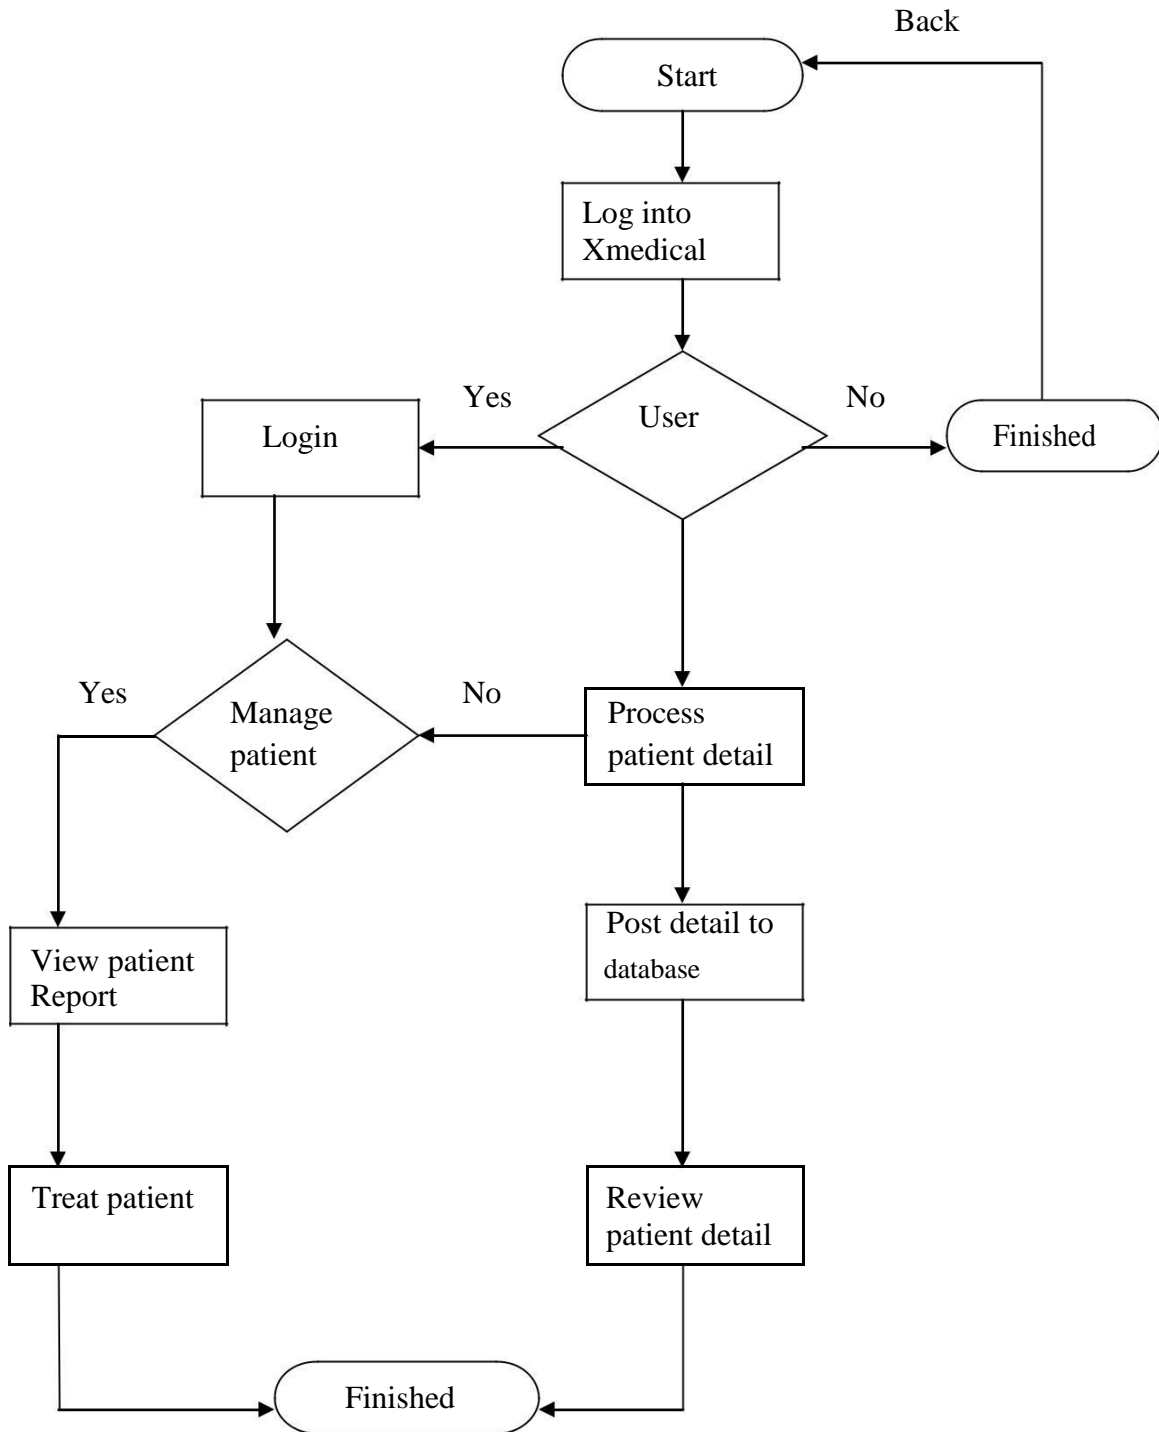 Back
Start
Log into
Xmedical
Yes
User
No
Login
Finished
Yes
Manage
patient
No
Process
patient detail
View patient
Report
Post detail to
database
Treat patient
Review
patient detail
Finished